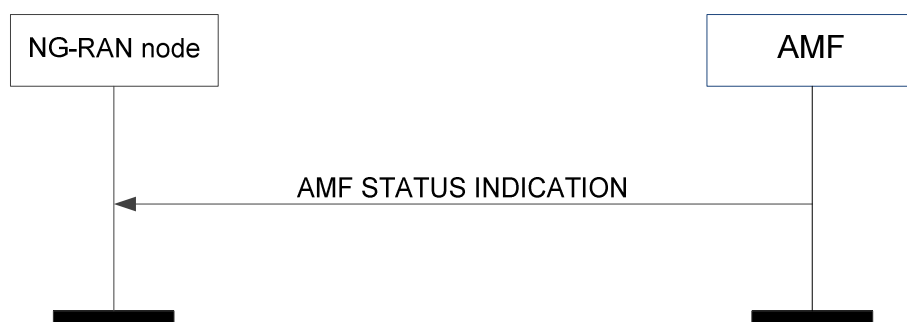 NG-RAN node
AMF
AMF STATUS INDICATION